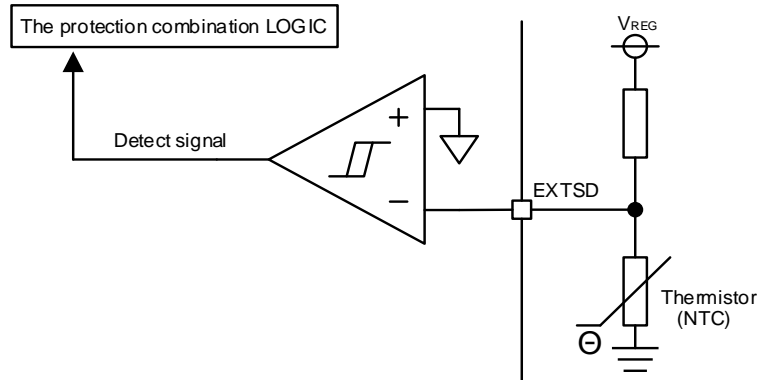 The protection combination LOGIC
VREG
+
Detect signal
−
EXTSD
Thermistor
(NTC)
Θ